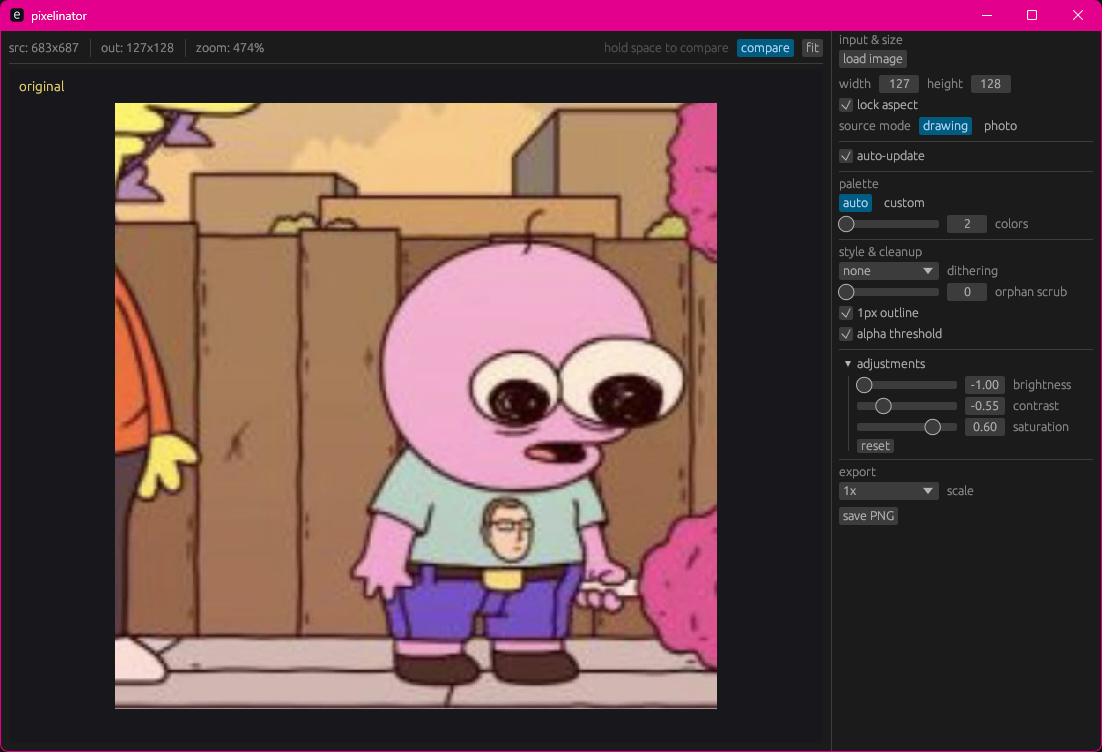 e pixelinator
src: 683x687 out: 127x128 zoom: 474% hold space to compare compare fit
original
input & size
load image
width 127 height 128
lock aspect
source mode drawing photo
auto-update
palette
auto custom
2 colors
style & cleanup
none dithering
0 orphan scrub
1px outline
alpha threshold
adjustments
-1.00 brightness
-0.55 contrast
0.60 saturation
reset
export
1x scale
save PNG